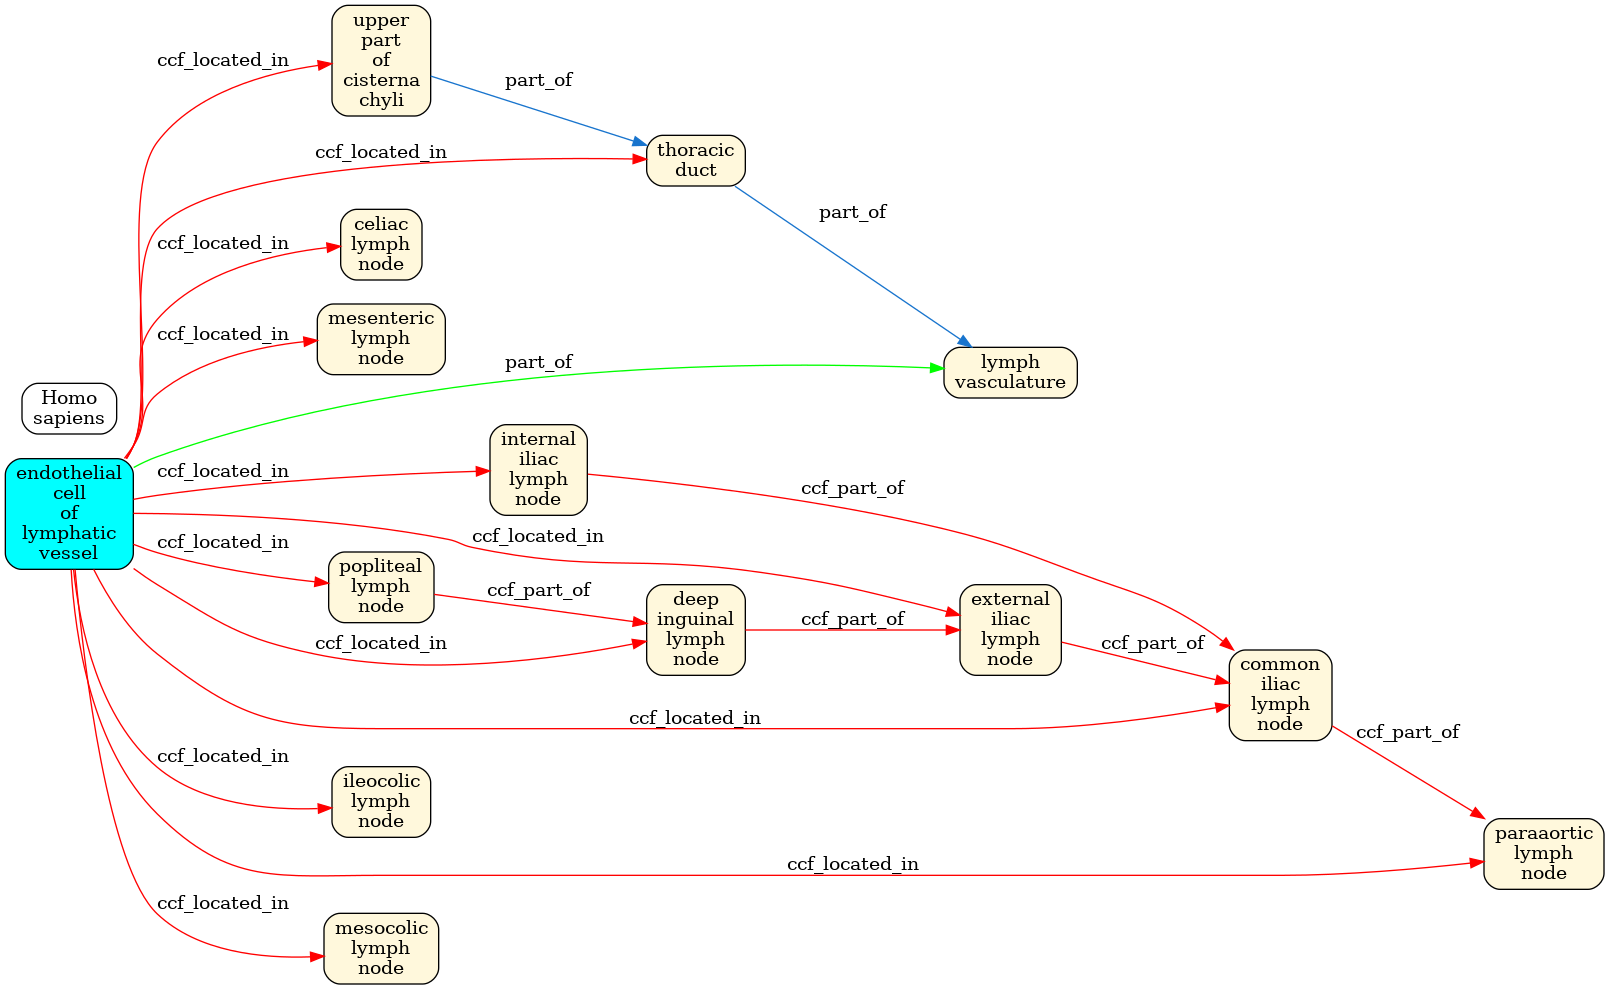 upper
part
of
cisterna
chyli
ccf_located_in
part_of
thoracic
duct
ccf_located_in
part_of
celiac
lymph
node
ccf_located_in
mesenteric
lymph
node
ccf_located_in
part_of
lymph
vasculature
Homo
sapiens
endothelial
cell
of
lymphatic
vessel
ccf_located_in
internal
iliac
lymph
node
ccf_part_of
ccf_located_in
ccf_located_in
popliteal
lymph
node
ccf_part_of
deep
inguinal
lymph
node
ccf_part_of
external
iliac
lymph
node
ccf_located_in
ccf_part_of
common
iliac
lymph
node
ccf_located_in
ccf_part_of
ccf_located_in
ileocolic
lymph
node
paraaortic
lymph
node
ccf_located_in
ccf_located_in
mesocolic
lymph
node